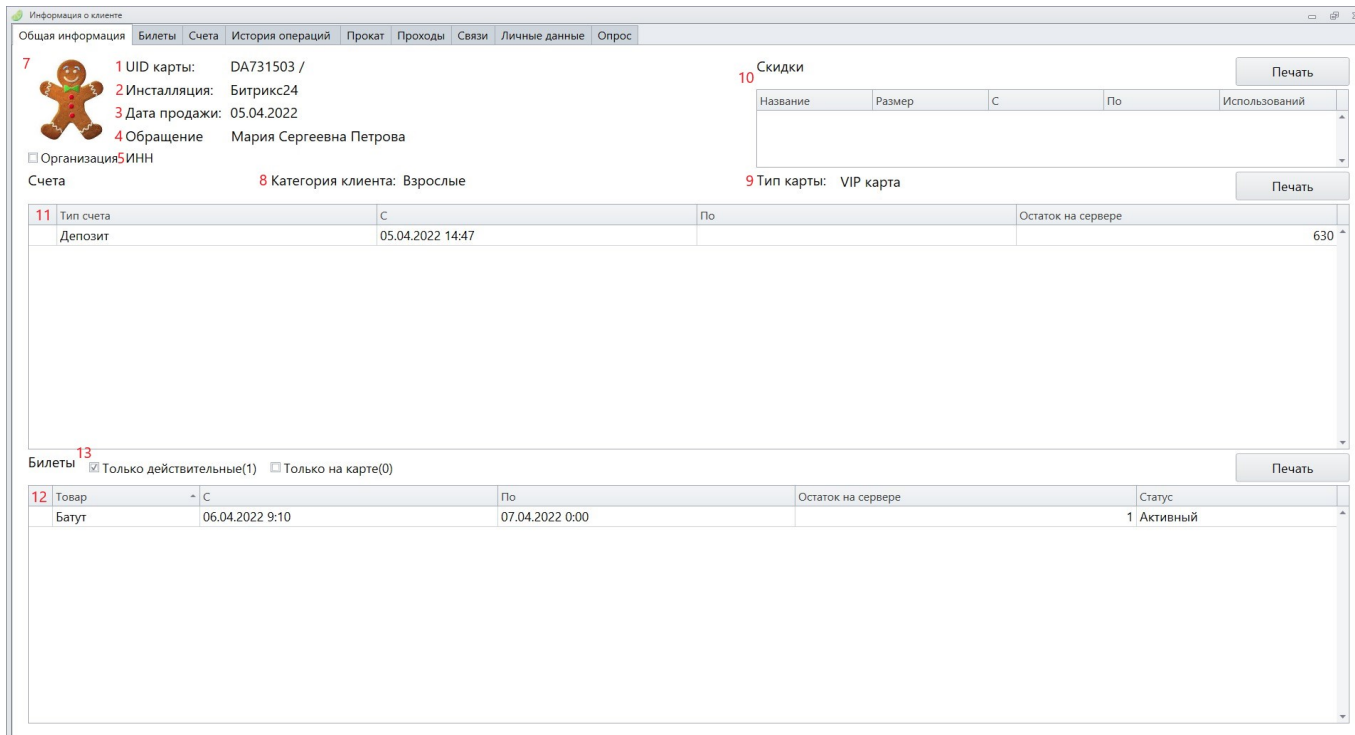 Информация о клиенте
Общая информация Билеты Счета История операций Прокат Проходы Связи Личные данные Опрос
7
1 UID карты: DA731503 /
2 Инсталляция: Битрикс24
3 Дата продажи: 05.04.2022
4 Обращение Мария Сергеевна Петрова
Организация 5 ИНН
10 Скидки Печать
Название Размер С По Использований
Счета 8 Категория клиента: Взрослые 9 Тип карты: VIP карта Печать
11 Тип счета С По Остаток на сервере
Депозит 05.04.2022 14:47 630
Билеты 13 Только действительные(1) Только на карте(0) Печать
12 Товар С По Остаток на сервере Статус
Батут 06.04.2022 9:10 07.04.2022 0:00 1 Активный